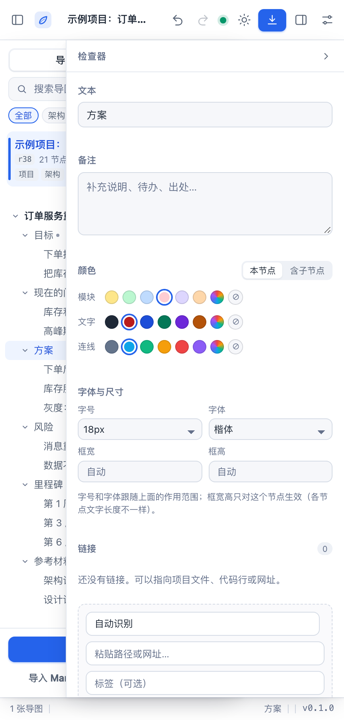 示例项目：订单...
检查器
导
搜索导
全部
架构
示例项目：
r38 21 节点
项目 架构
订单服务
目标
下单
把库存
现在的
库存和
高峰期
方案
下单
库存
灰度
风险
消息
数据不
里程碑
第 1
第 3
第 6
参考材料
架构
设计
导入 Mar
文本
方案
备注
补充说明、待办、出处...
颜色
本节点
含子节点
模块
文字
连线
字体与尺寸
字号
字体
18px
楷体
框宽
框高
自动
自动
字号和字体跟随上面的作用范围；框宽高只对这个节点生效（各节
点文字长度不一样）。
链接
0
还没有链接。可以指向项目文件、代码行或网址。
自动识别
粘贴路径或网址...
标签（可选）
1 张导图
方案
v0.1.0